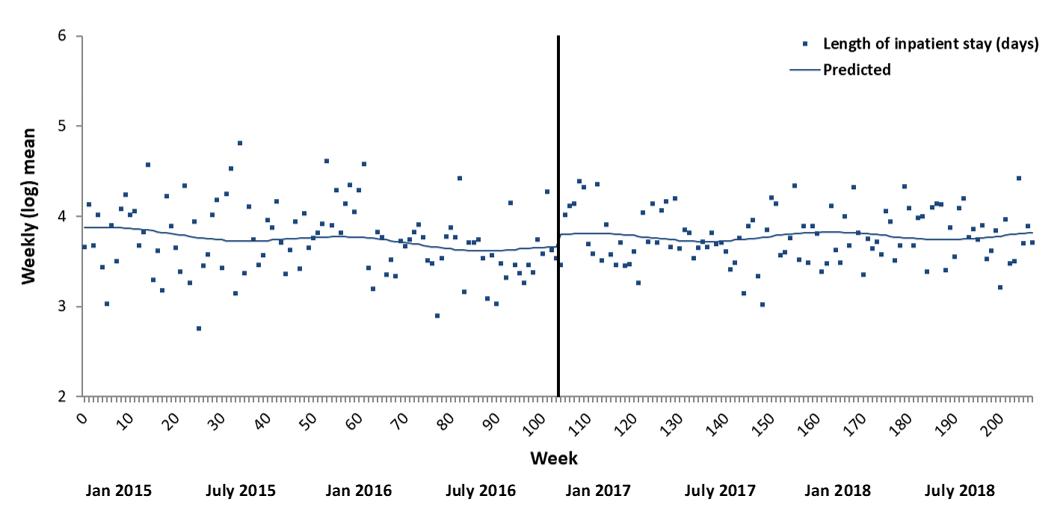 Length of inpatient stay (days)
Predicted
Weekly (log) mean
6
5
4
3
2
0 10 20 30 40 50 60 70 80 90 100 110 120 130 140 150 160 170 180 190 200
Week
Jan 2015 July 2015 Jan 2016 July 2016 Jan 2017 July 2017 Jan 2018 July 2018